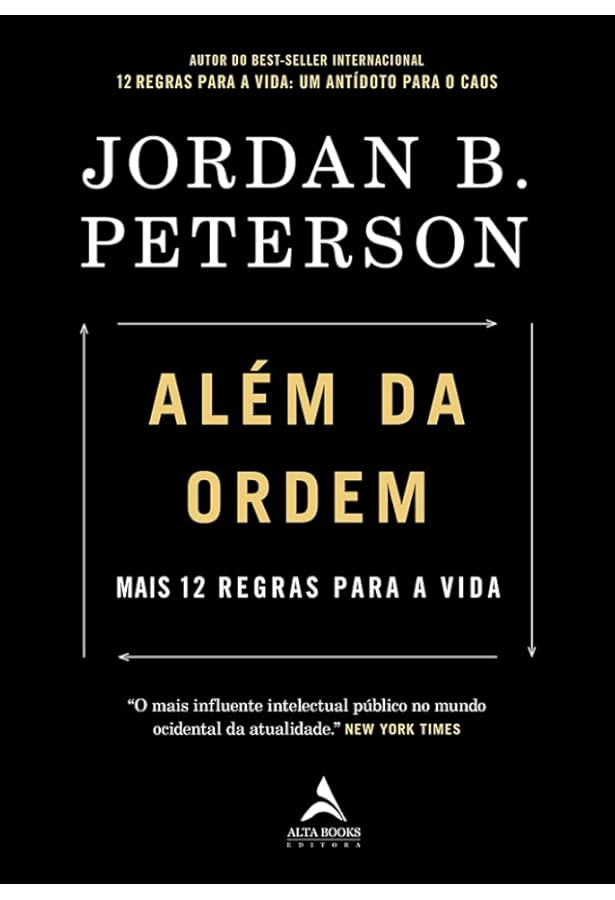 AUTOR DO BEST-SELLER INTERNACIONAL
12 REGRAS PARA A VIDA: UM ANTÍDOTO PARA O CAOS
JORDAN B.
PETERSON
ALÉM DA
ORDEM
MAIS 12 REGRAS PARA A VIDA
“O mais influente intelectual público no mundo
ocidental da atualidade.” NEW YORK TIMES
ALTA BOOKS
EDITORA